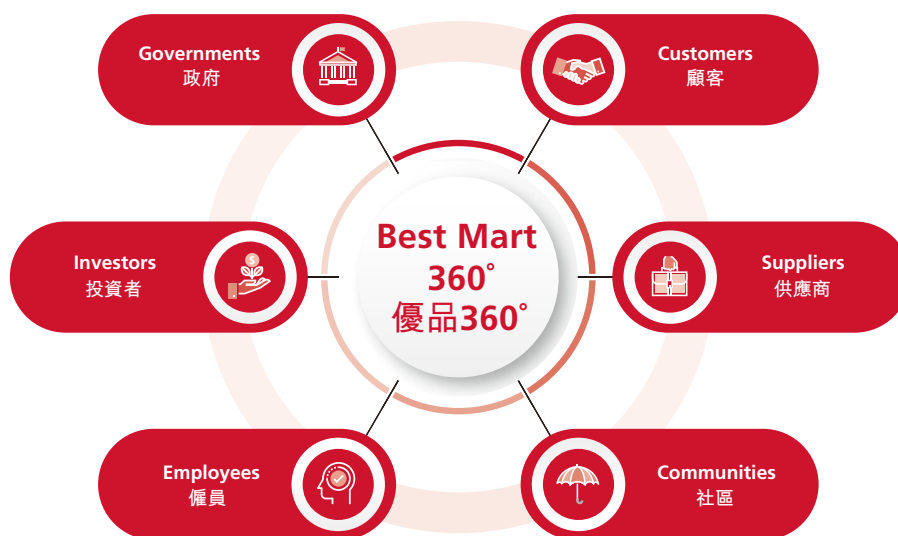 Governments
政府
Customers
顧客
Best Mart
360°
優品360°
Investors
投資者
Suppliers
供應商
Employees
僱員
Communities
社區